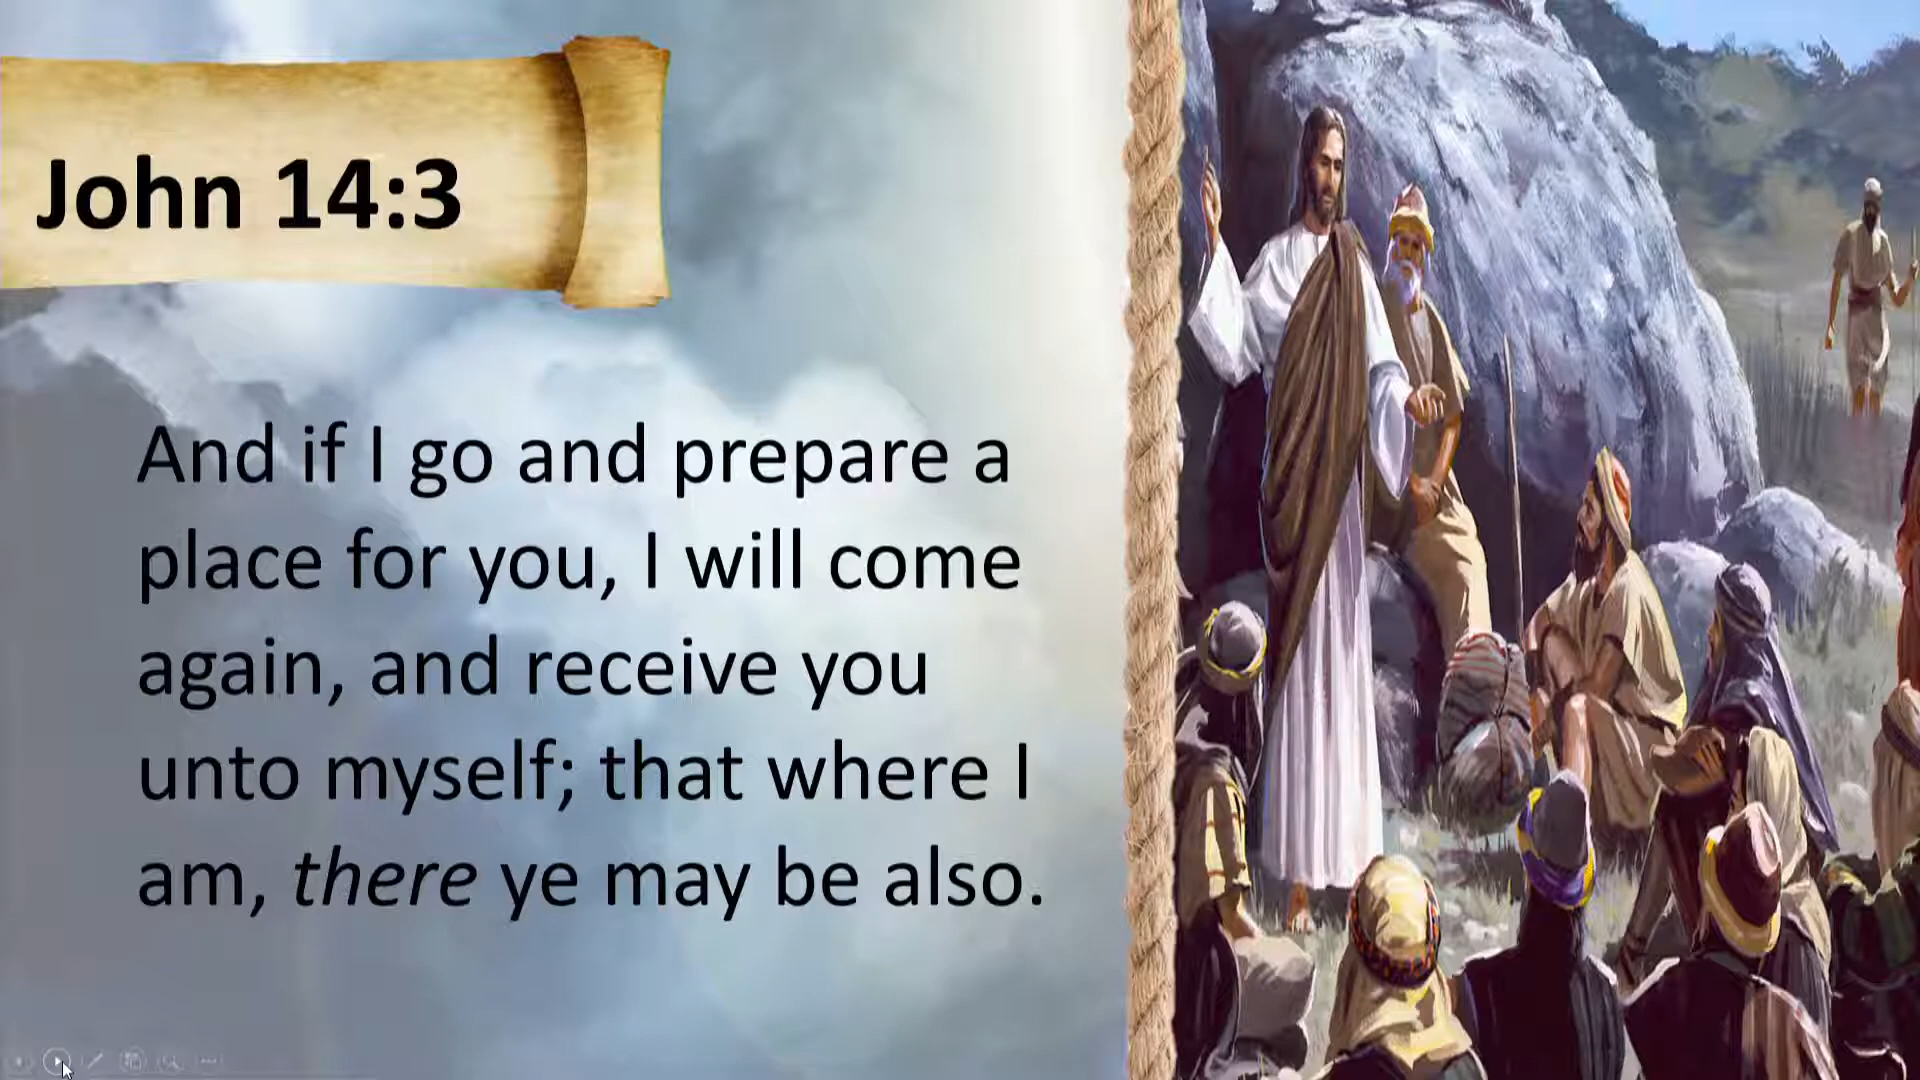 John 14:3
And if I go and prepare a
place for you, I will come
again, and receive you
unto myself; that where I
am, there ye may be also.